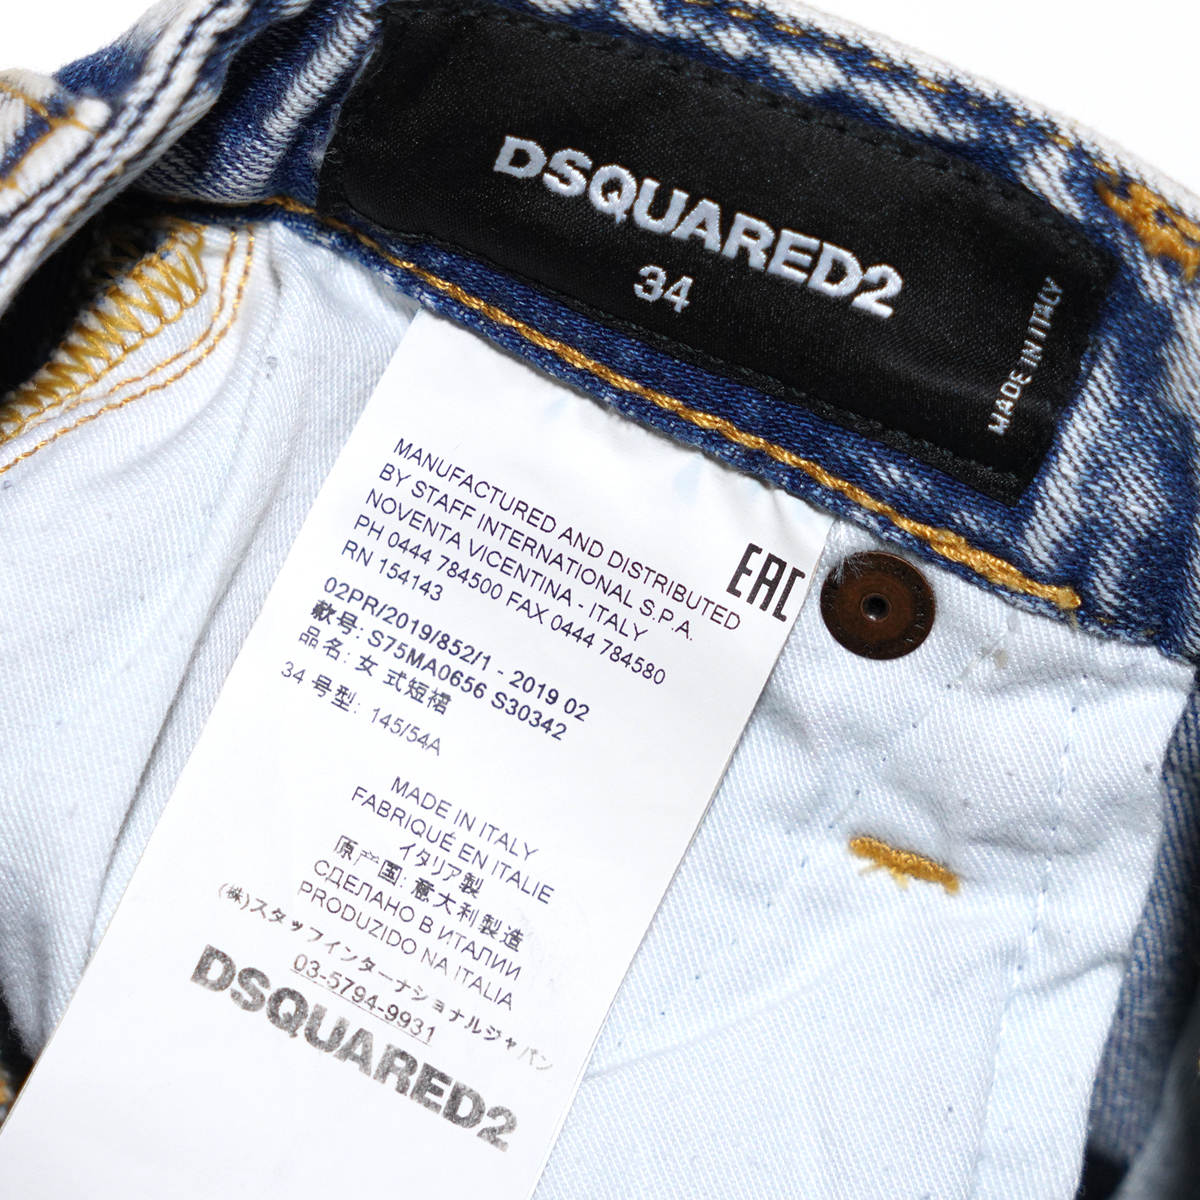 DSQUARED2
34
MADE IN ITALY
MANUFACTURED AND DISTRIBUTED
BY STAFF INTERNATIONAL S.P.A.
NOVENTA VICENTINA - ITALY
PH 0444 784500 FAX 0444 784580
RN 154143
EAC
02PR/2019/852/1 - 2019 02
款号: S75MA0656 S30342
品名: 女 式短裙
34 号型: 145/54A
MADE IN ITALY
FABRIQUÉ EN ITALIE
イタリア製
原产国: 意大利製造
СДЕЛАНО В ИТАЛИИ
PRODUZIDO NA ITALIA
(株)スタッフインターナショナルジャパン
03-5794-9931
DSQUARED2